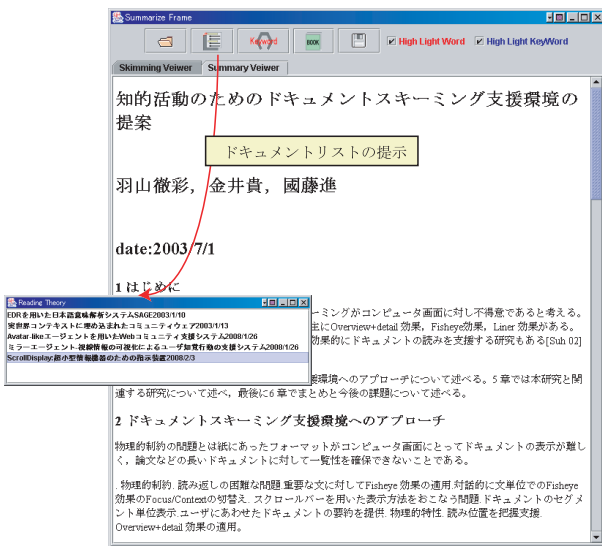 Summarize Frame
Keyword
BOOK
High Light Word
High Light KeyWord
Skimming Veiwer
Summary Veiwer
知的活動のためのドキュメントスキーミング支援環境の
提案
ドキュメントリストの提示
羽山徹彩, 金井貴, 國藤進
date:2003/7/1
1 はじめに
Reading Theory
EDRを用いた日本語意味解析システムSAGE2003/1/10
実世界コンテキストに埋め込まれたコミュニティウェア2003/1/13
Avatar-likeエージェントを用いたWebコミュニティ支援システム2008/1/26
ミラーエージェント-視線情報の可視化によるユーザ知覚行動の支援システム2008/1/26
ScrollDisplay:超小型情報機器のための指示装置2008/2/3
ーミングがコンピュータ画面に対し不得意であると考える。
主にOverview+detail 効果, Fisheye効果, Liner 効果がある。
効果的にドキュメントの読みを支援する研究もある[Suh 02]
援環境へのアプローチについて述べる。5 章では本研究と関
連する研究について述べ, 最後に6 章でまとめと今後の課題について述べる。
2 ドキュメントスキーミング支援環境へのアプローチ
物理的制約の問題とは紙にあったフォーマットがコンピュータ画面にとってドキュメントの表示が難し
く, 論文などの長いドキュメントに対して一覧性を確保できないことである。
. 物理的制約. 読み返しの困難な問題.重要な文に対してFisheye 効果の適用.対話的に文単位でのFisheye
効果のFocus/Contextの切替え. スクロールバーを用いた表示方法をおこなう問題.ドキュメントのセグメ
ント単位表示.ユーザにあわせたドキュメントの要約を提供. 物理的特性. 読み位置を把握支援.
Overview+detail 効果の適用。